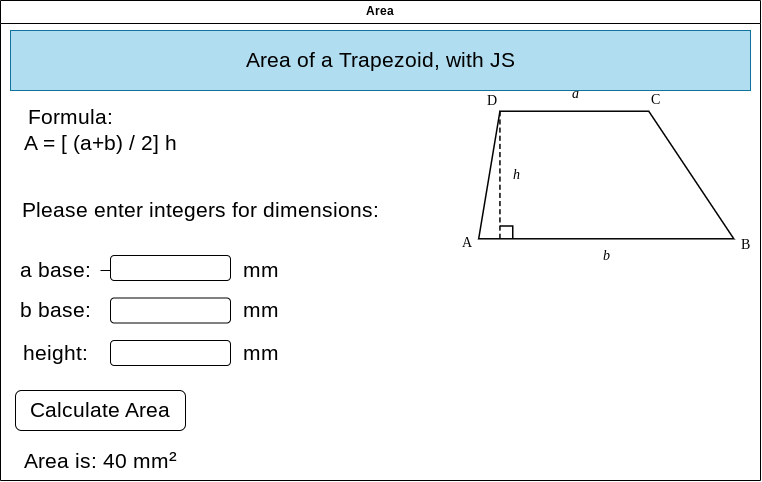 Area
Area of a Trapezoid, with JS
Formula:
A = [ (a+b) / 2] h
D
a
C
h
A
B
b
Please enter integers for dimensions:
a base:
mm
b base:
mm
height:
mm
Calculate Area
Area is: 40 mm²